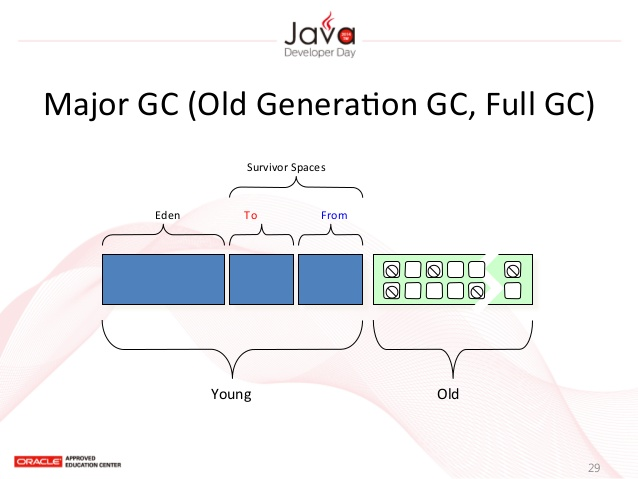 Java
Developer Day
Major GC (Old Generation GC, Full GC)
Survivor Spaces
Eden To From
Young Old
ORACLE APPROVED
EDUCATION CENTER
29